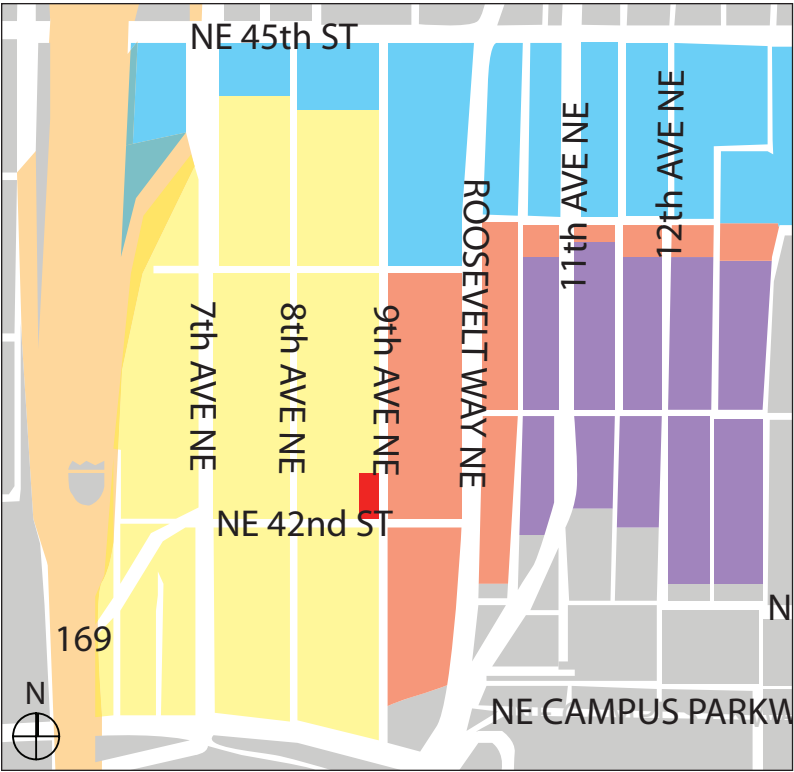 NE 45th ST
11th AVE NE
12th AVE NE
ROOSEVELT WAY NE
7th AVE NE
8th AVE NE
9th AVE NE
NE 42nd ST
N
169
N
NE CAMPUS PARKW